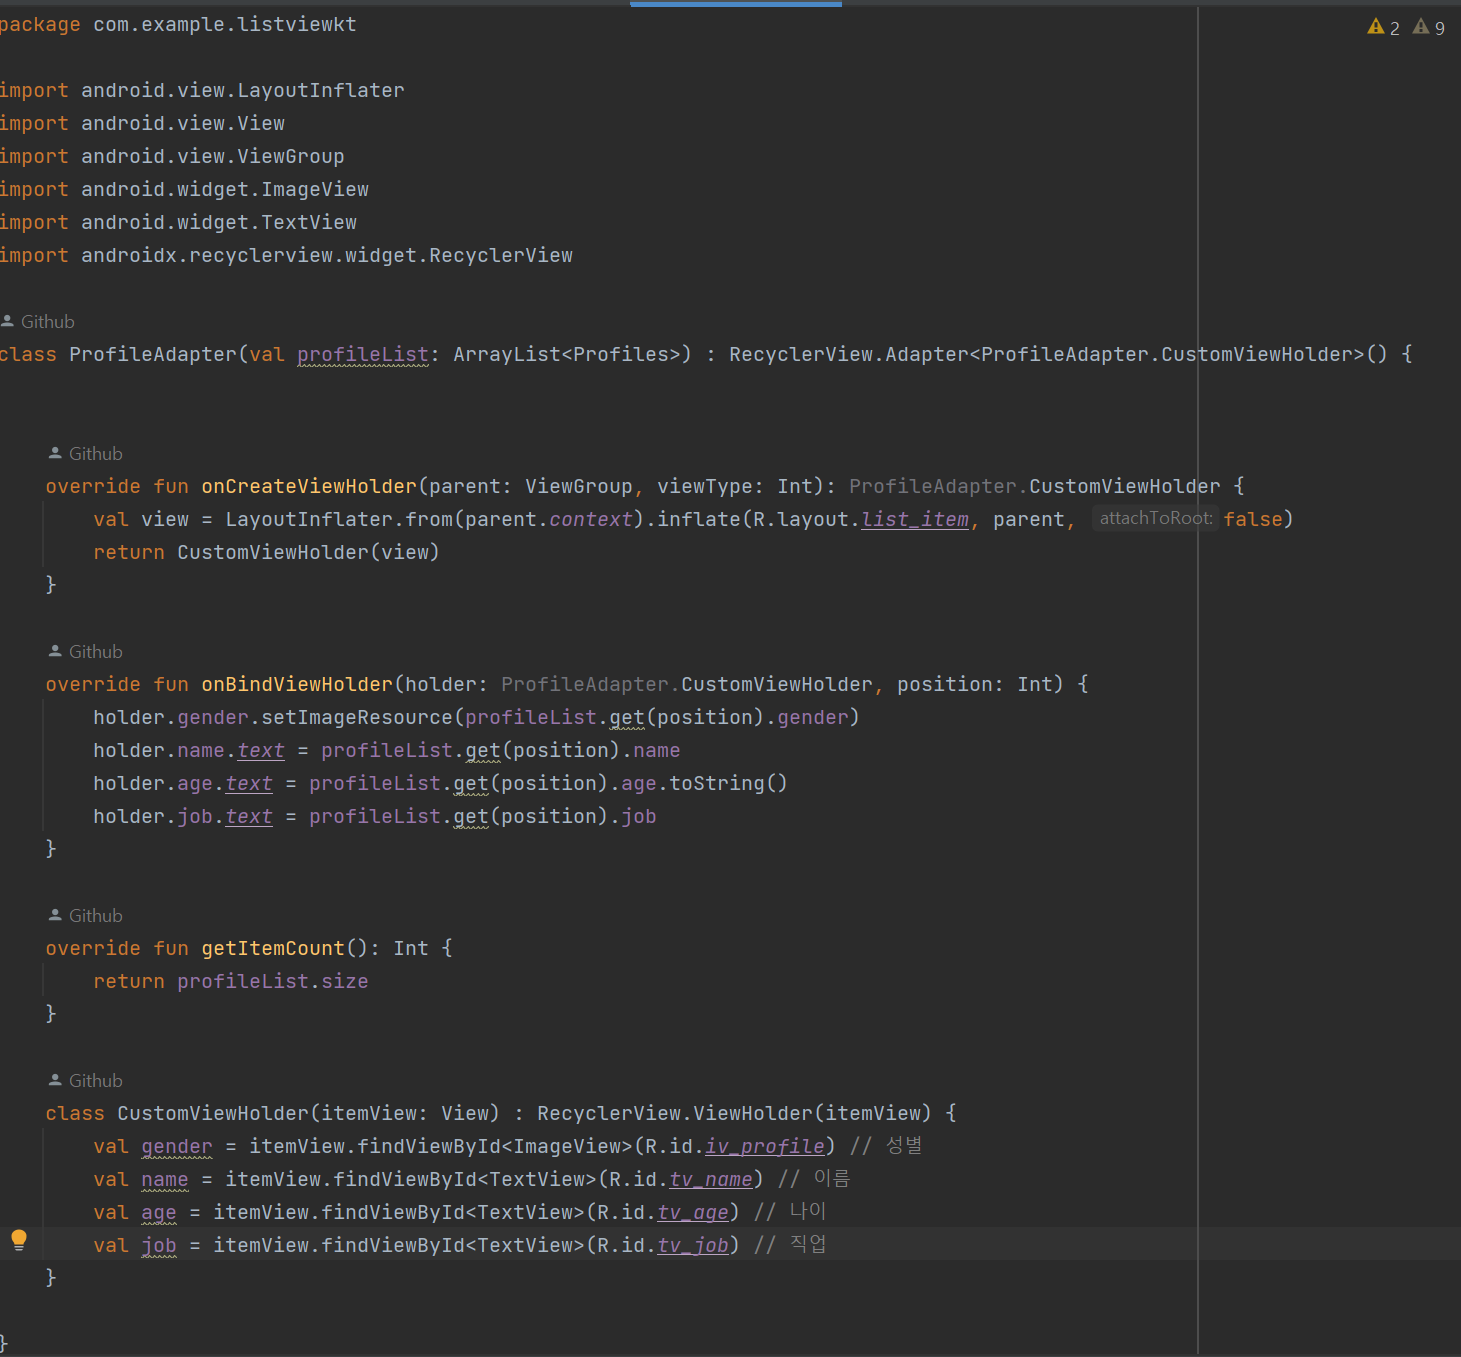 package com.example.listviewkt
2 9
import android.view.LayoutInflater
import android.view.View
import android.view.ViewGroup
import android.widget.ImageView
import android.widget.TextView
import androidx.recyclerview.widget.RecyclerView
Github
class ProfileAdapter(val profileList: ArrayList<Profiles>) : RecyclerView.Adapter<ProfileAdapter.CustomViewHolder>() {
Github
override fun onCreateViewHolder(parent: ViewGroup, viewType: Int): ProfileAdapter.CustomViewHolder {
val view = LayoutInflater.from(parent.context).inflate(R.layout.list_item, parent, attachToRoot: false)
return CustomViewHolder(view)
}
Github
override fun onBindViewHolder(holder: ProfileAdapter.CustomViewHolder, position: Int) {
holder.gender.setImageResource(profileList.get(position).gender)
holder.name.text = profileList.get(position).name
holder.age.text = profileList.get(position).age.toString()
holder.job.text = profileList.get(position).job
}
Github
override fun getItemCount(): Int {
return profileList.size
}
Github
class CustomViewHolder(itemView: View) : RecyclerView.ViewHolder(itemView) {
val gender = itemView.findViewById<ImageView>(R.id.iv_profile) // 성별
val name = itemView.findViewById<TextView>(R.id.tv_name) // 이름
val age = itemView.findViewById<TextView>(R.id.tv_age) // 나이
val job = itemView.findViewById<TextView>(R.id.tv_job) // 직업
}
}